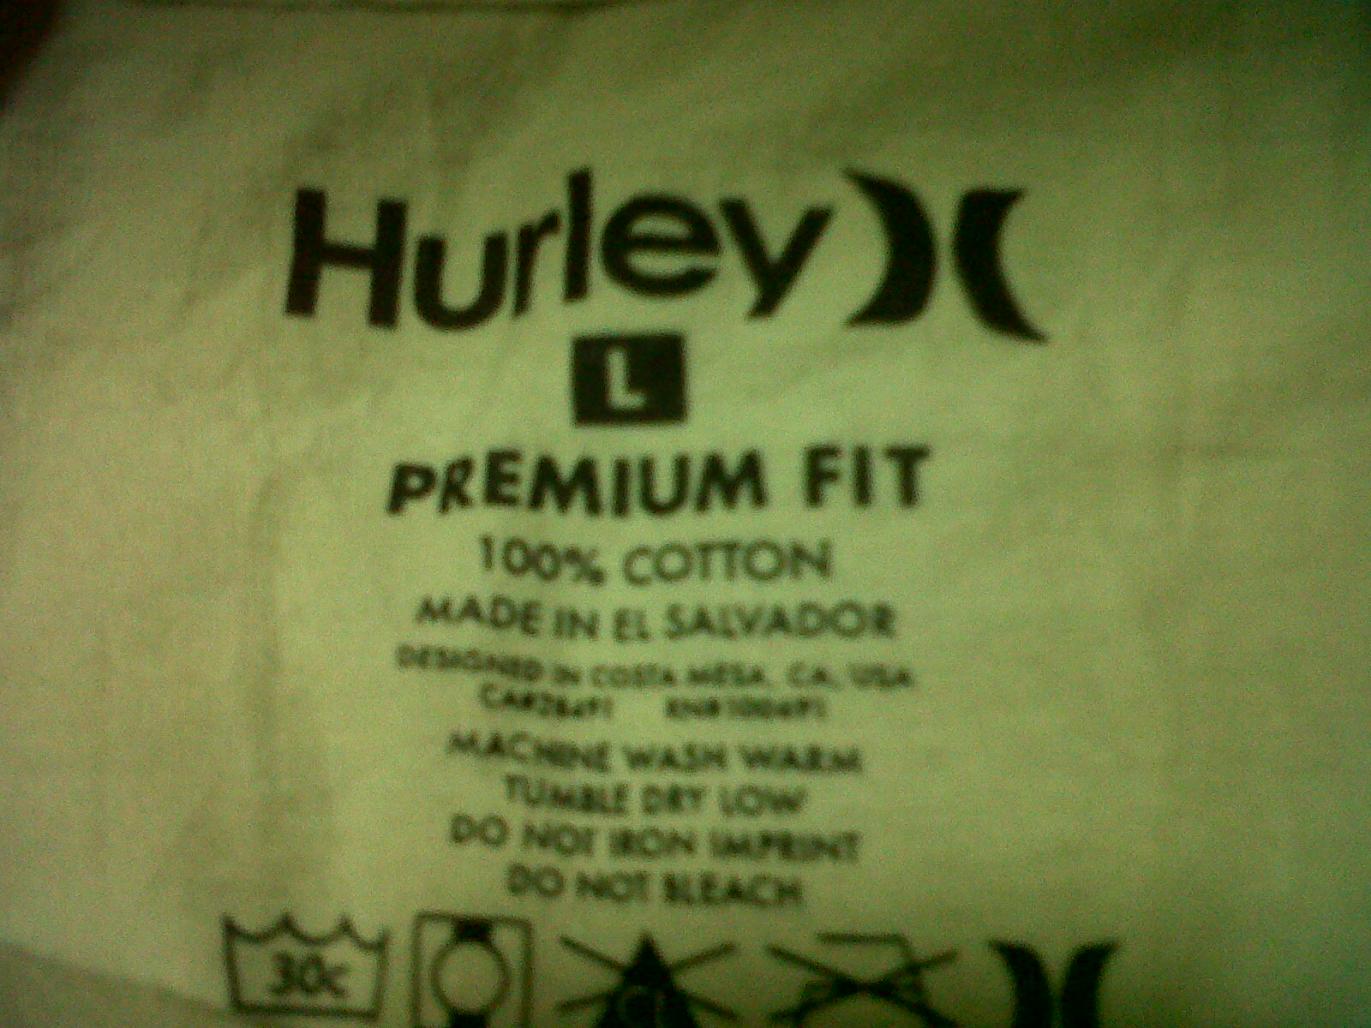 Hurley
L
PREMIUM FIT
100% COTTON
MADE IN EL SALVADOR
DESIGNED IN COSTA MESA, CA, USA
MACHINE WASH WARM
TUMBLE DRY LOW
DO NOT IRON IMPRINT
DO NOT BLEACH
30c